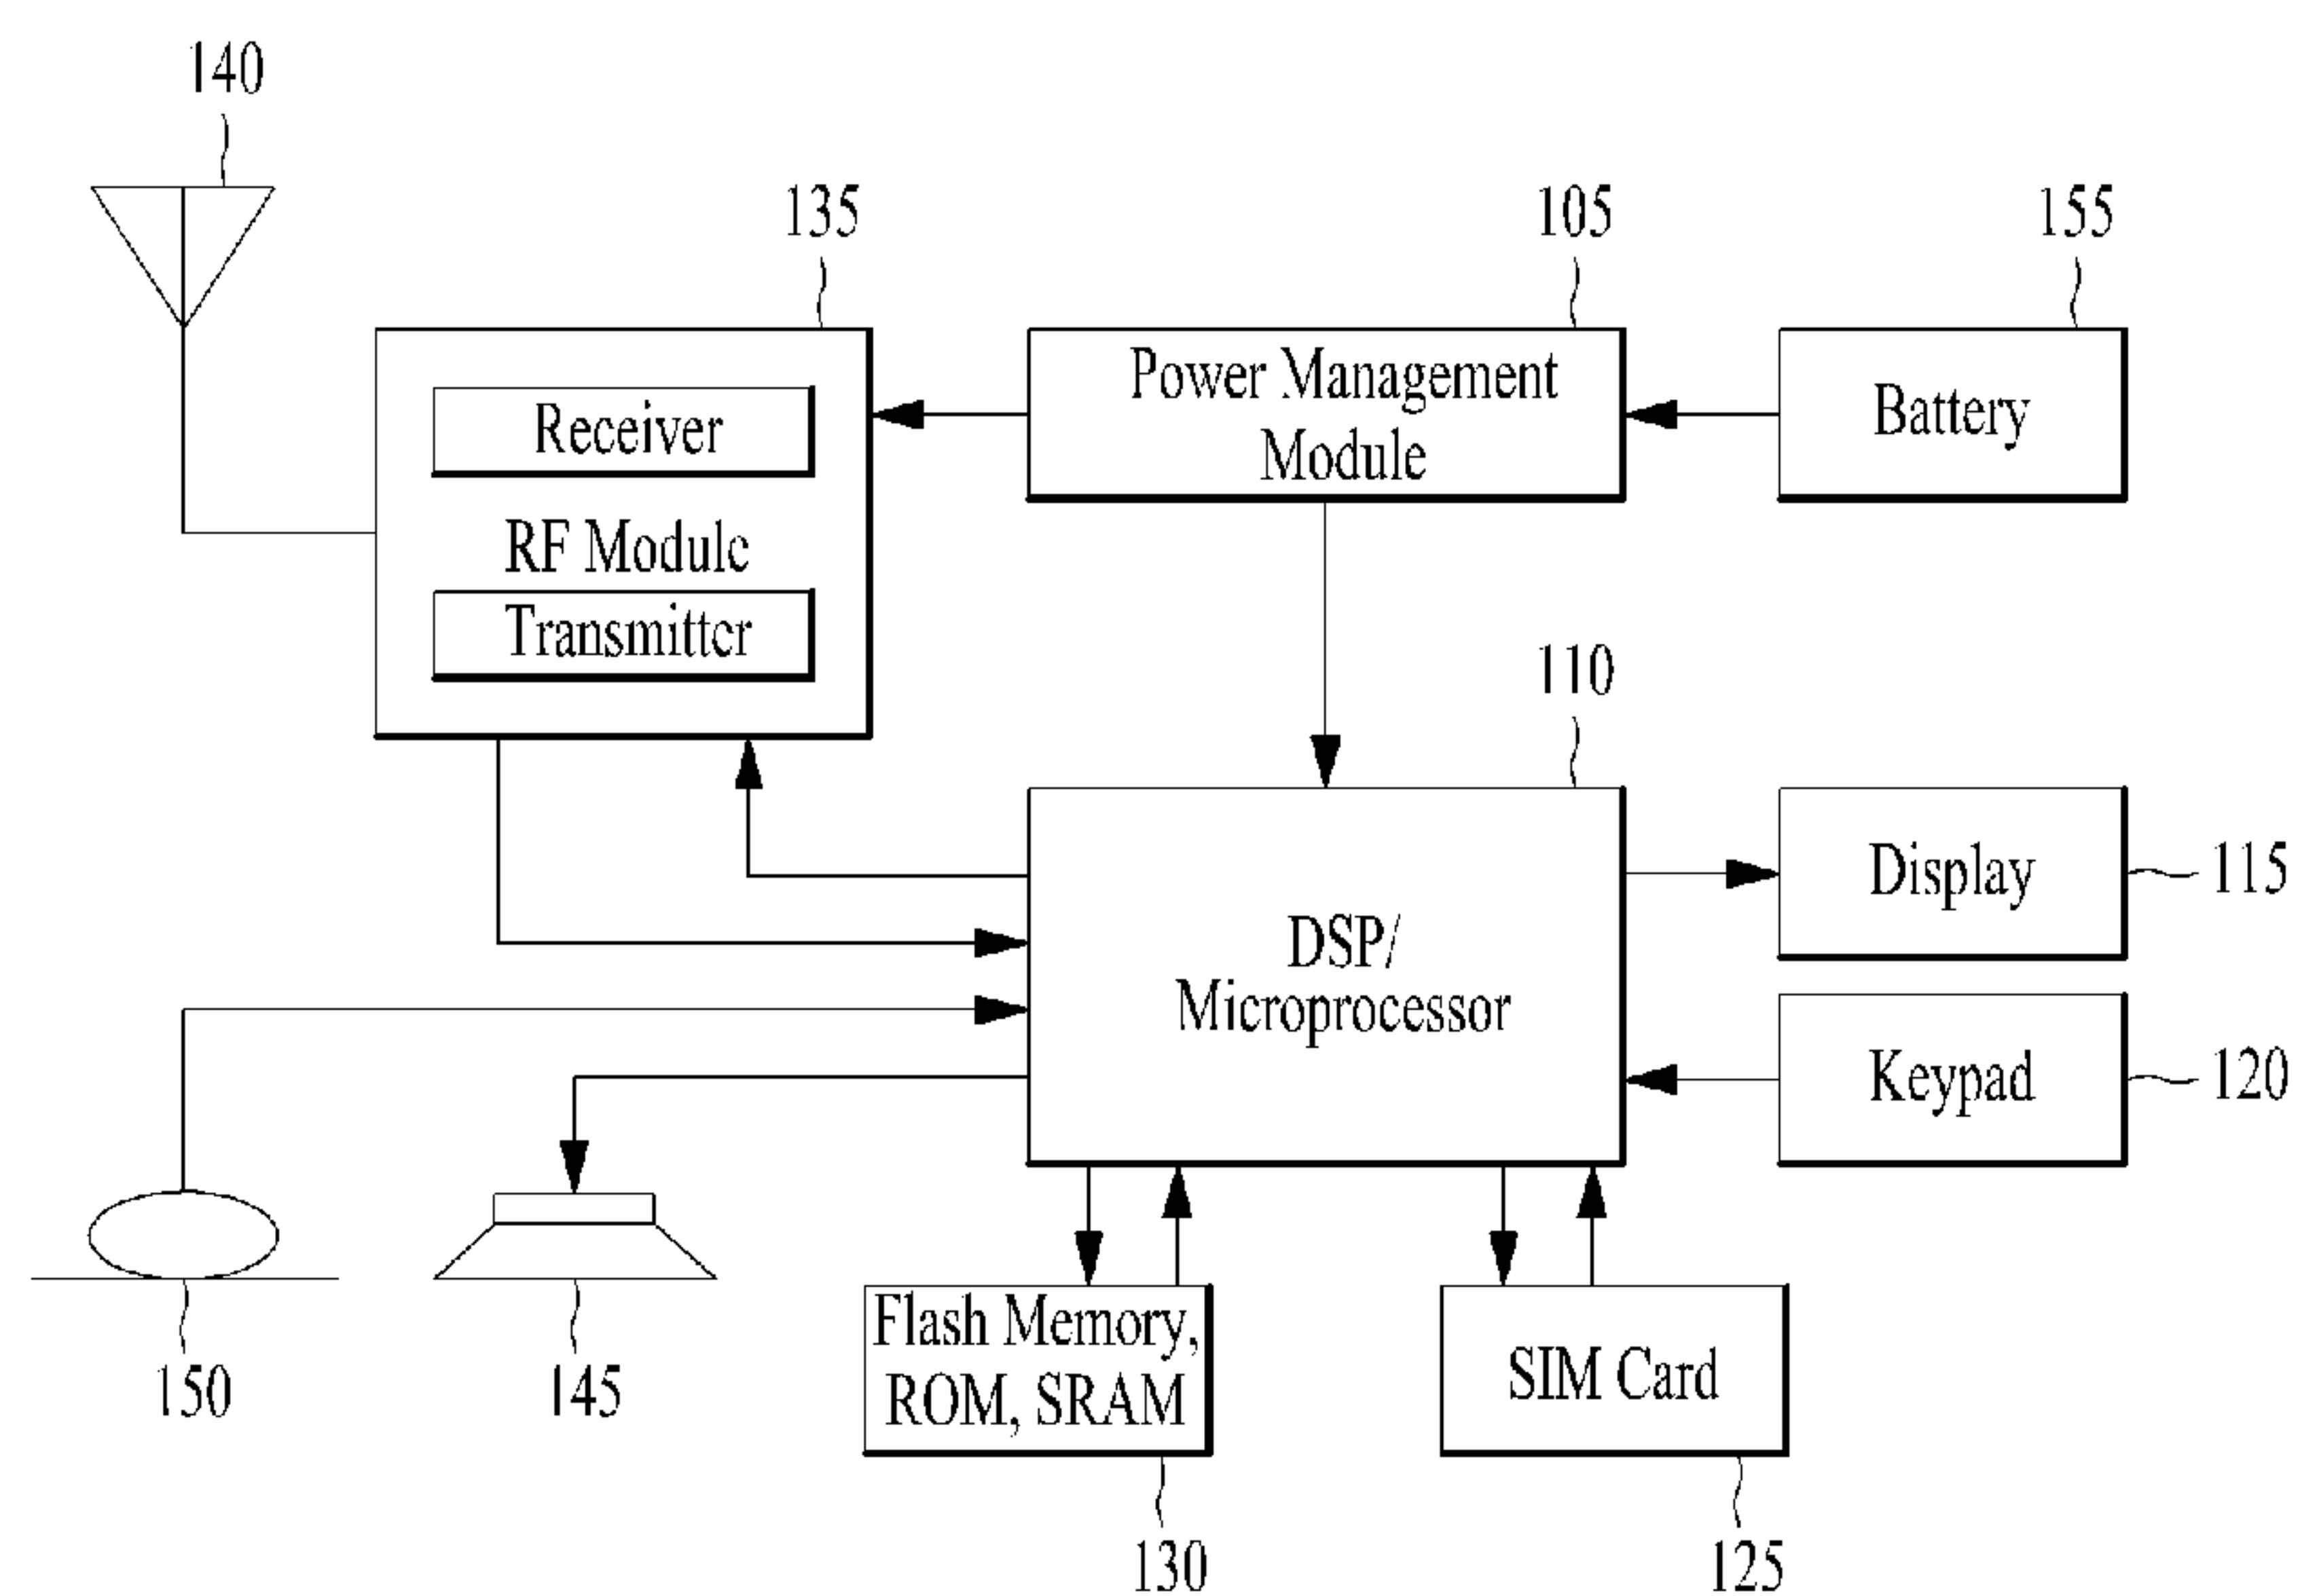 140
135
105
155
Receiver
RF Module
Transmitter
Power Management
Module
Battery
110
DSP/
Microprocessor
Display
115
Keypad
120
150
145
Flash Memory,
ROM, SRAM
SIM Card
130
125